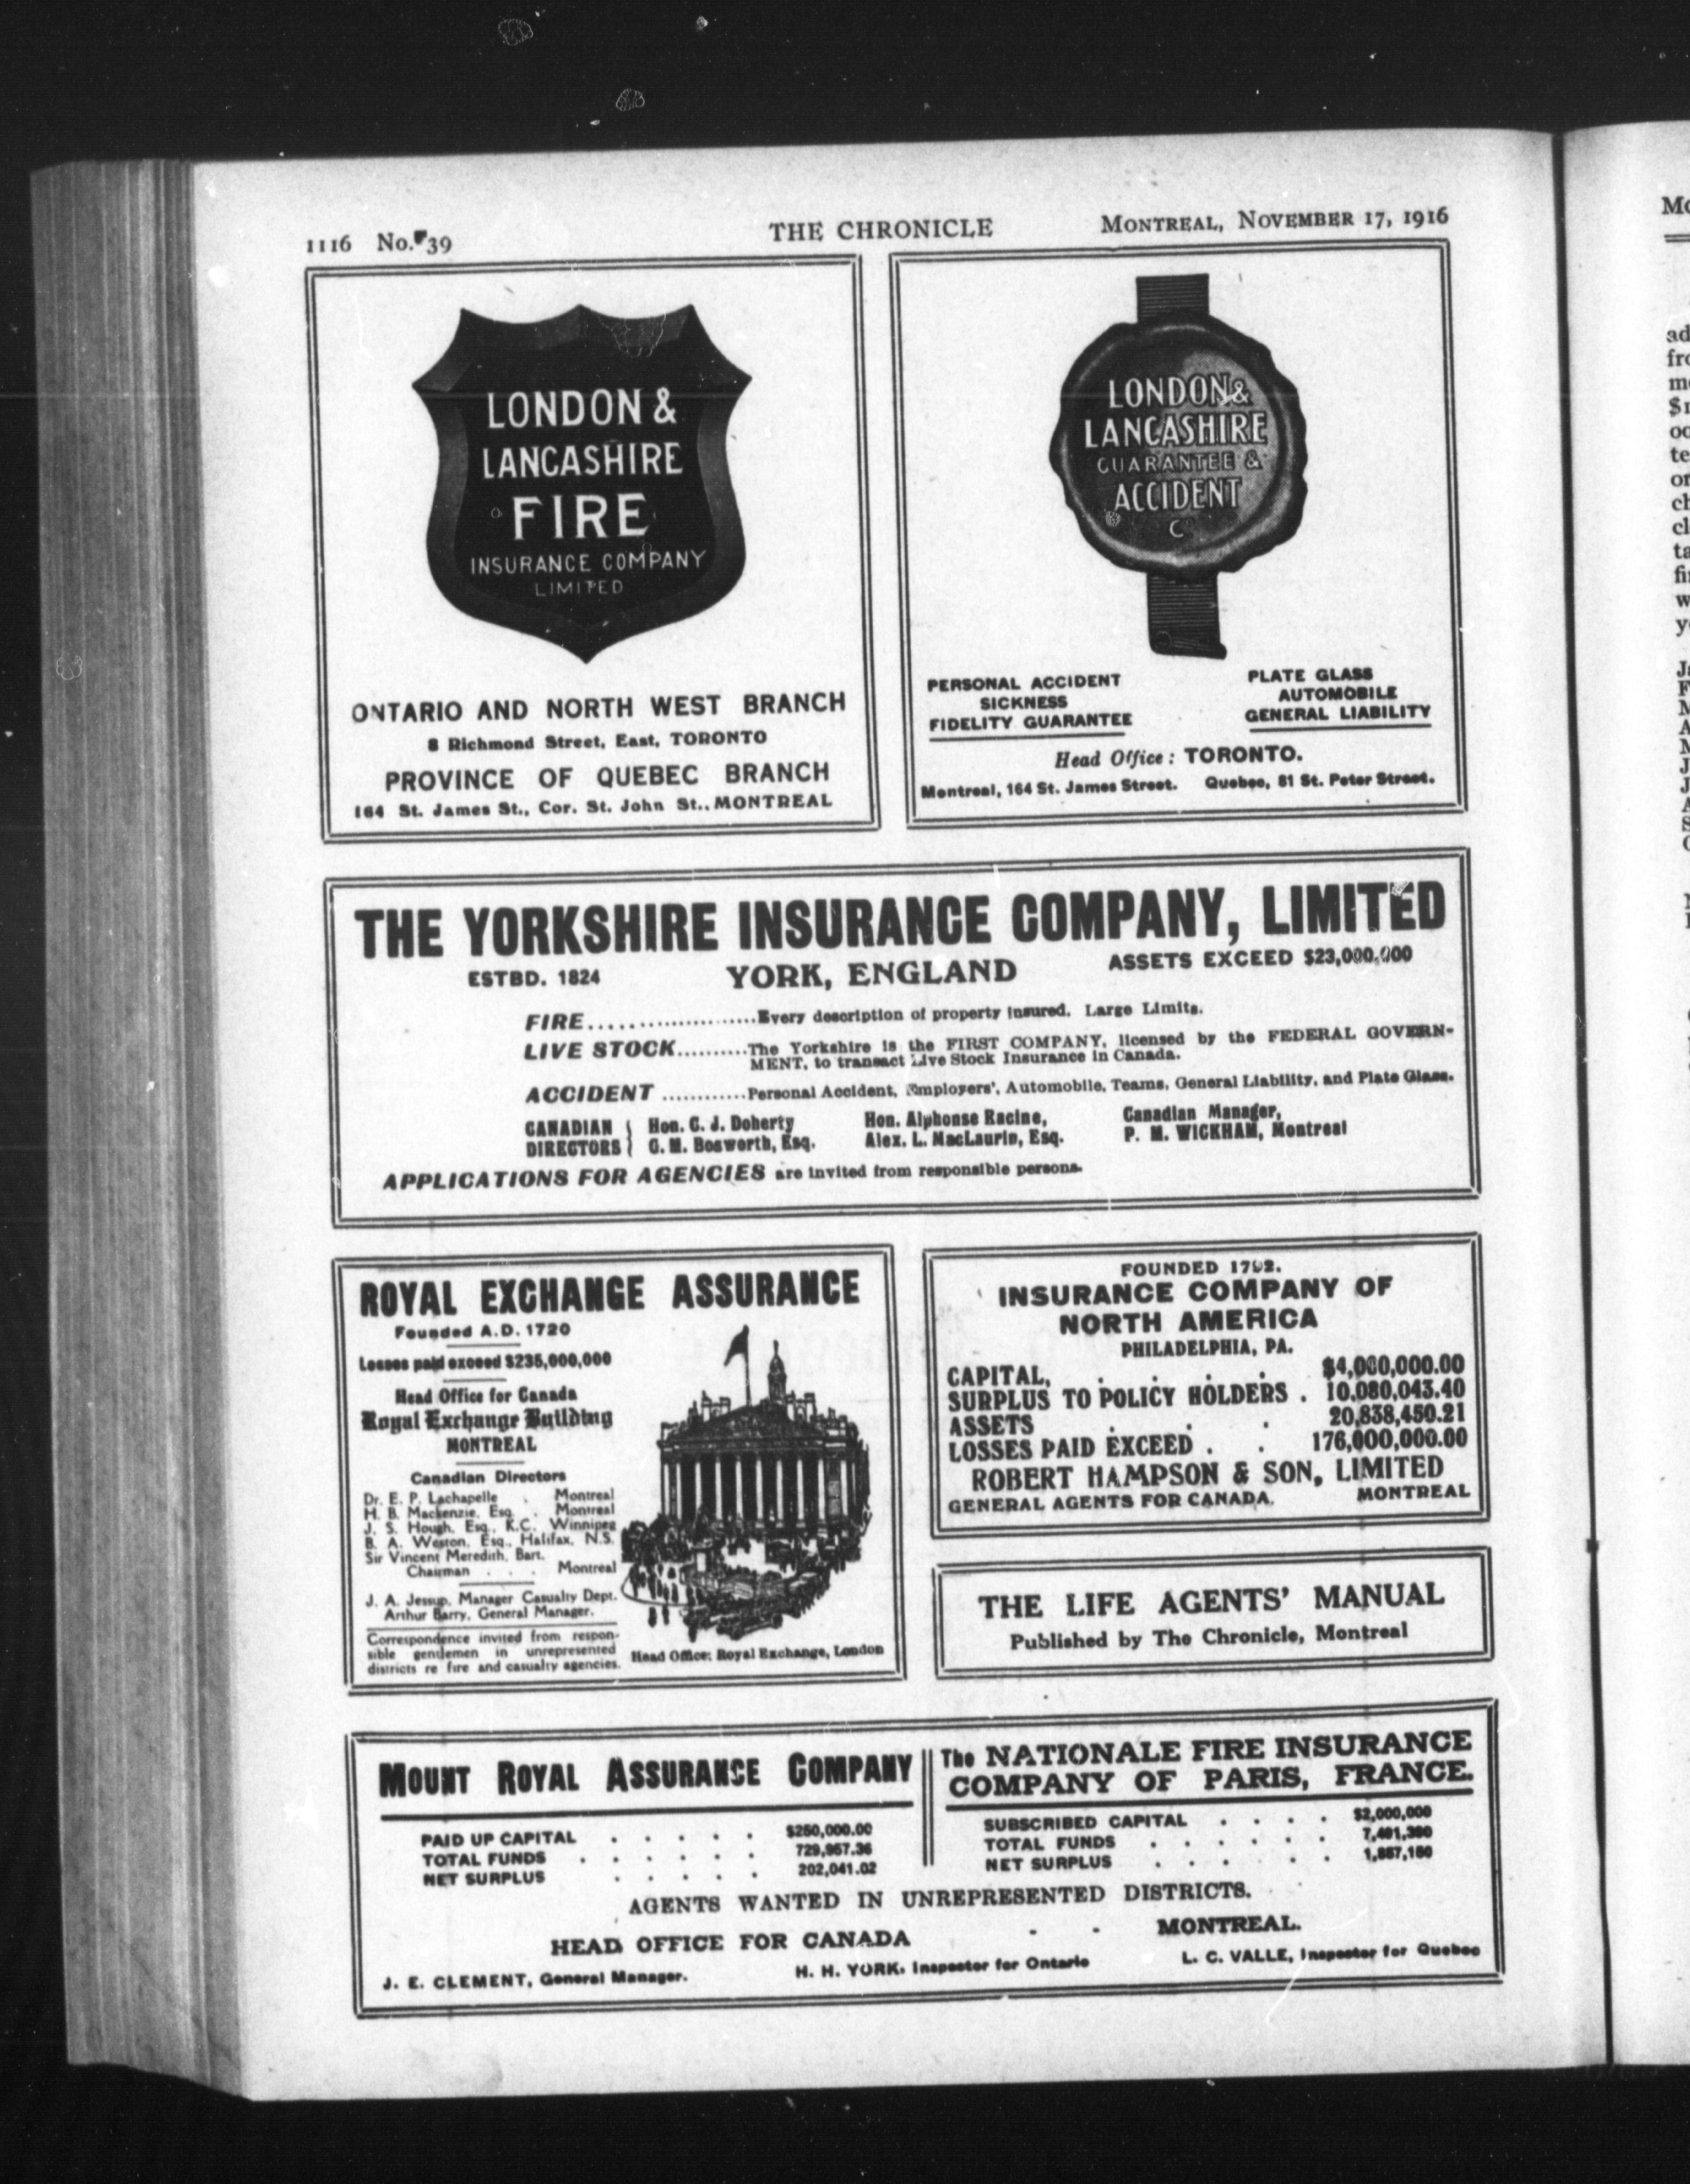 1116 No. 39
THE CHRONICLE
MONTREAL, NOVEMBER 17, 1916
LONDON &
LANCASHIRE
FIRE
INSURANCE COMPANY
LIMITED
ONTARIO AND NORTH WEST BRANCH
8 Richmond Street, East, TORONTO
PROVINCE OF QUEBEC BRANCH
164 St. James St., Cor. St. John St., MONTREAL
LONDON &
LANCASHIRE
GUARANTEE &
ACCIDENT
Co
PERSONAL ACCIDENT
SICKNESS
FIDELITY GUARANTEE
PLATE GLASS
AUTOMOBILE
GENERAL LIABILITY
Head Office: TORONTO.
Montreal, 164 St. James Street. Quebec, 81 St. Peter Street.
THE YORKSHIRE INSURANCE COMPANY, LIMITED
ESTBD. 1824 YORK, ENGLAND ASSETS EXCEED $23,000,000
FIRE....................Every description of property insured. Large Limits.
LIVE STOCK..........The Yorkshire is the FIRST COMPANY, licensed by the FEDERAL GOVERN-
MENT, to transact Live Stock Insurance in Canada.
ACCIDENT............Personal Accident, Employers', Automobile, Teams, General Liability, and Plate Glass.
CANADIAN { Hon. C. J. Doherty Hon. Alphonse Racine, Canadian Manager,
DIRECTORS { G. M. Bosworth, Esq. Alex. L. MacLaurin, Esq. P. M. WICKHAM, Montreal
APPLICATIONS FOR AGENCIES are invited from responsible persons.
ROYAL EXCHANGE ASSURANCE
Founded A.D. 1720
Losses paid exceed $235,000,000
Head Office for Canada
Royal Exchange Building
MONTREAL
Canadian Directors
Dr. E. P. Lachapelle . Montreal
H. B. Mackenzie, Esq. . Montreal
J. S. Hough, Esq., K.C., Winnipeg
B. A. Weston, Esq., Halifax, N.S.
Sir Vincent Meredith, Bart.
Chairman . . . Montreal
J. A. Jessup, Manager Casualty Dept.
Arthur Barry, General Manager.
Correspondence invited from respon-
sible gentlemen in unrepresented
districts re fire and casualty agencies.
Head Office: Royal Exchange, London
FOUNDED 1792.
INSURANCE COMPANY OF
NORTH AMERICA
PHILADELPHIA, PA.
CAPITAL, . . . . $4,000,000.00
SURPLUS TO POLICY HOLDERS . 10,080,043.40
ASSETS . . . 20,838,450.21
LOSSES PAID EXCEED . . 176,000,000.00
ROBERT HAMPSON & SON, LIMITED
GENERAL AGENTS FOR CANADA. MONTREAL
THE LIFE AGENTS' MANUAL
Published by The Chronicle, Montreal
MOUNT ROYAL ASSURANCE COMPANY
PAID UP CAPITAL . . . . . $250,000.00
TOTAL FUNDS . . . . . . 729,957.36
NET SURPLUS . . . . . 202,041.02
The NATIONALE FIRE INSURANCE
COMPANY OF PARIS, FRANCE.
SUBSCRIBED CAPITAL . . . . $2,000,000
TOTAL FUNDS . . . . . . 7,491,390
NET SURPLUS . . . . . . 1,857,150
AGENTS WANTED IN UNREPRESENTED DISTRICTS.
HEAD OFFICE FOR CANADA - - MONTREAL.
J. E. CLEMENT, General Manager. H. H. YORK, Inspector for Ontario L. C. VALLE, Inspector for Quebec